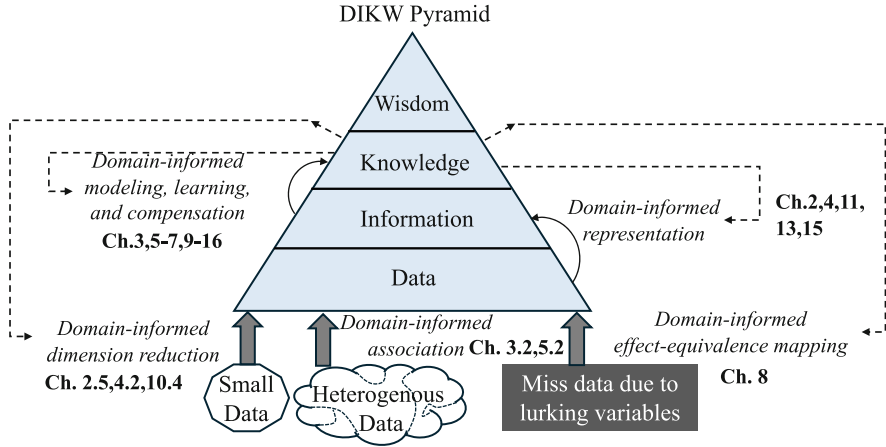 DIKW Pyramid
Wisdom
Knowledge
Information
Data
Domain-informed
modeling, learning,
and compensation
Ch.3,5-7,9-16
Domain-informed
representation
Ch.2,4,11,
13,15
Domain-informed
dimension reduction
Ch. 2.5,4.2,10.4
Domain-informed
association Ch. 3.2,5.2
Domain-informed
effect-equivalence mapping
Ch. 8
Small
Data
Heterogenous
Data
Miss data due to
lurking variables